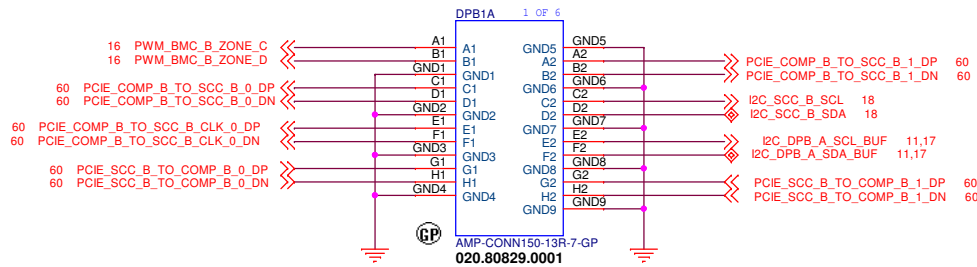 DPB1A 1 OF 6
16 PWM_BMC_B_ZONE_C A1 A1 GND5 GND5
16 PWM_BMC_B_ZONE_D B1 B1 A2 A2 PCIE_COMP_B_TO_SCC_B_1_DP 60
GND1 GND1 B2 B2 PCIE_COMP_B_TO_SCC_B_1_DN 60
60 PCIE_COMP_B_TO_SCC_B_0_DP C1 C1 GND6 GND6
60 PCIE_COMP_B_TO_SCC_B_0_DN D1 D1 C2 C2 I2C_SCC_B_SCL 18
GND2 GND2 D2 D2 I2C_SCC_B_SDA 18
60 PCIE_COMP_B_TO_SCC_B_CLK_0_DP E1 E1 GND7 GND7
60 PCIE_COMP_B_TO_SCC_B_CLK_0_DN F1 F1 E2 E2 I2C_DPB_A_SCL_BUF 11,17
GND3 GND3 F2 F2 I2C_DPB_A_SDA_BUF 11,17
60 PCIE_SCC_B_TO_COMP_B_0_DP G1 G1 GND8 GND8
60 PCIE_SCC_B_TO_COMP_B_0_DN H1 H1 G2 G2 PCIE_SCC_B_TO_COMP_B_1_DP 60
GND4 GND4 H2 H2 PCIE_SCC_B_TO_COMP_B_1_DN 60
GND9 GND9
GP
AMP-CONN150-13R-7-GP
020.80829.0001